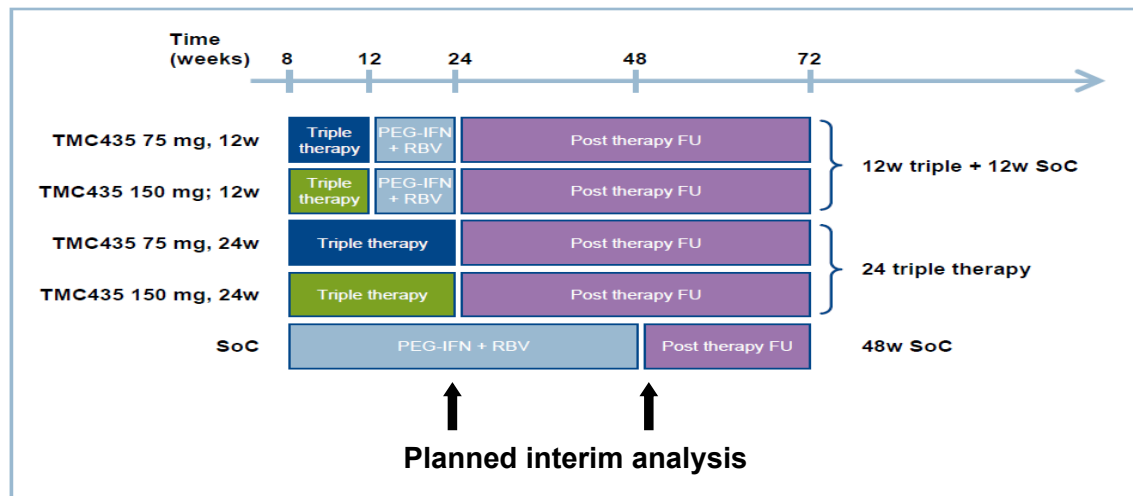 Time
(weeks) 8 12 24 48 72
TMC435 75 mg, 12w
Triple
therapy
PEG-IFN
+ RBV
Post therapy FU
TMC435 150 mg; 12w
Triple
therapy
PEG-IFN
+ RBV
Post therapy FU
12w triple + 12w SoC
TMC435 75 mg, 24w
Triple therapy
Post therapy FU
TMC435 150 mg, 24w
Triple therapy
Post therapy FU
24 triple therapy
SoC
PEG-IFN + RBV
Post therapy FU
48w SoC
Planned interim analysis